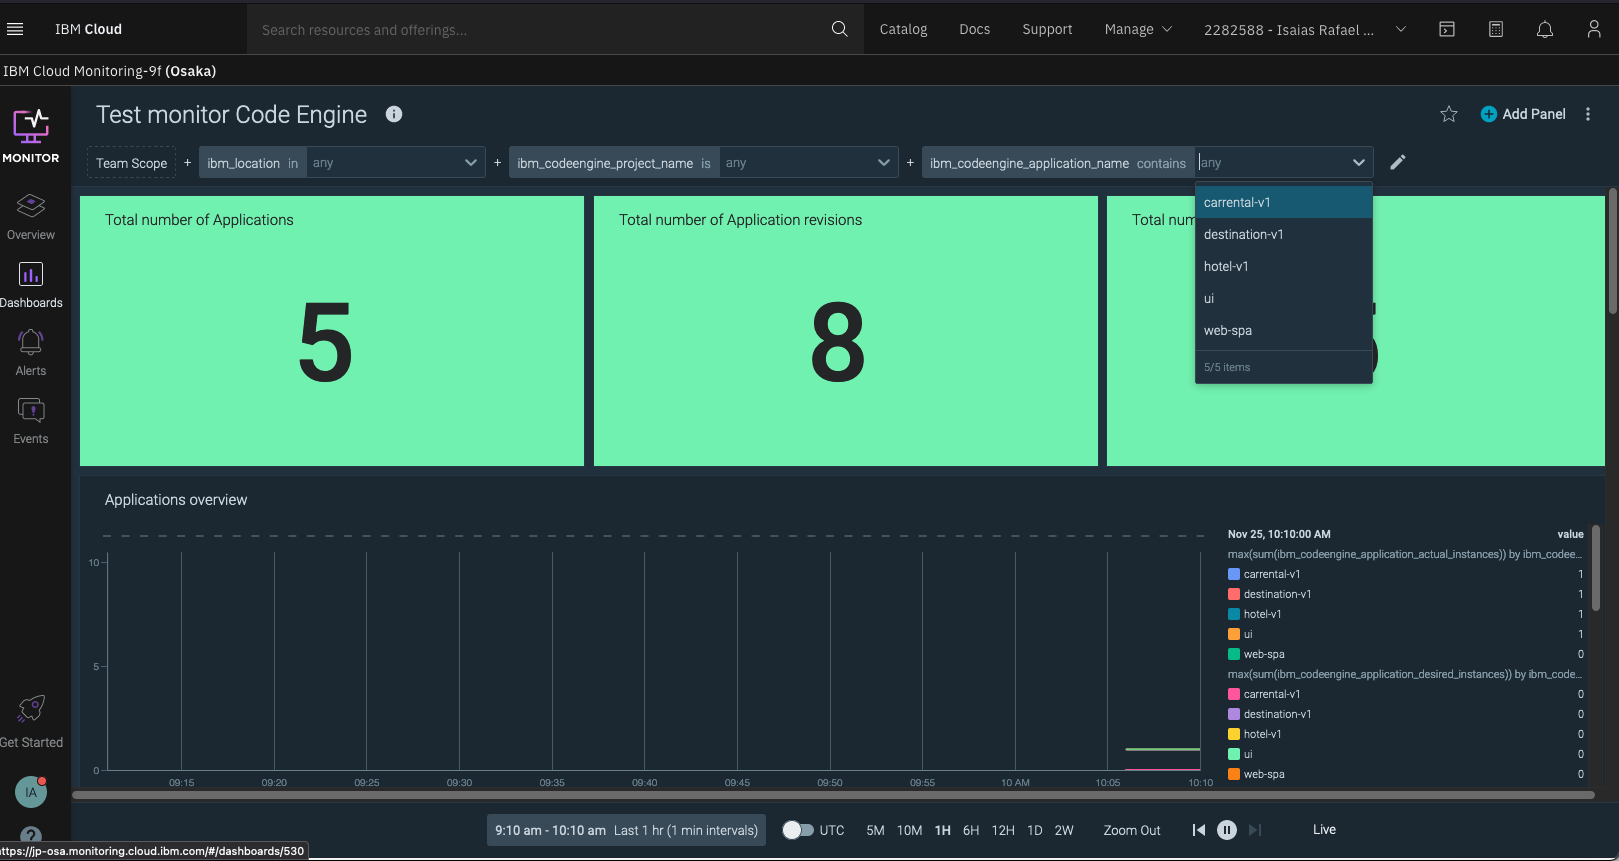 IBM Cloud
Search resources and offerings...
Catalog
Docs
Support
Manage
2282588 - Isaias Rafael ...
IBM Cloud Monitoring-9f (Osaka)
MONITOR
Overview
Dashboards
Alerts
Events
Get Started
IA
?
Test monitor Code Engine
Add Panel
Team Scope + ibm_location in any + ibm_codeengine_project_name is any + ibm_codeengine_application_name contains any
carrental-v1
destination-v1
hotel-v1
ui
web-spa
5/5 items
Total number of Applications
5
Total number of Application revisions
8
Total
Applications overview
10
5
0
09:15 09:20 09:25 09:30 09:35 09:40 09:45 09:50 09:55 10 AM 10:05 10:10
Nov 25, 10:10:00 AM value
max(sum(ibm_codeengine_application_actual_instances)) by ibm_codee...
carrental-v1 1
destination-v1 1
hotel-v1 1
ui 1
web-spa 0
max(sum(ibm_codeengine_application_desired_instances)) by ibm_code...
carrental-v1 0
destination-v1 0
hotel-v1 0
ui 0
web-spa 0
9:10 am - 10:10 am Last 1 hr (1 min intervals)
UTC
5M 10M 1H 6H 12H 1D 2W
Zoom Out
Live
ttps://jp-osa.monitoring.cloud.ibm.com/#/dashboards/530